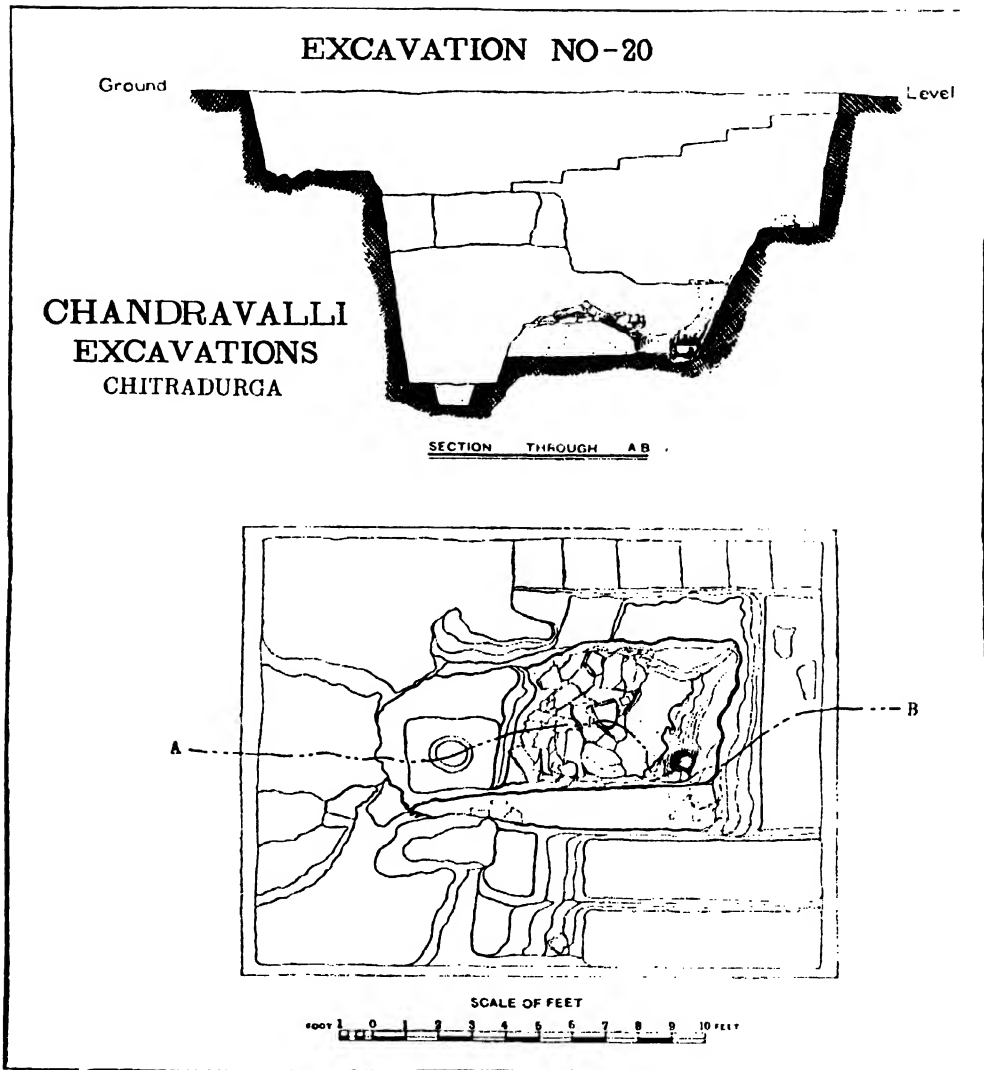 EXCAVATION NO-20
Ground
Level
CHANDRAVALLI
EXCAVATIONS
CHITRADURGA
SECTION THROUGH A B
A
B
SCALE OF FEET
FOOT 1 0 1 2 3 4 5 6 7 8 9 10 FEET